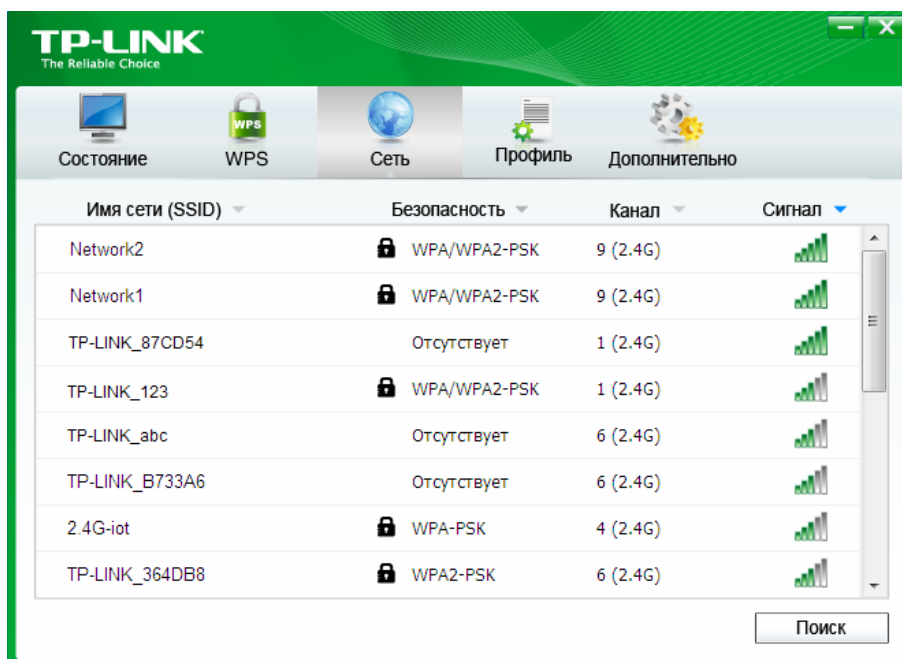 TP-LINK
The Reliable Choice
WPS
Состояние WPS Сеть Профиль Дополнительно
Имя сети (SSID) Безопасность Канал Сигнал
Network2 WPA/WPA2-PSK 9 (2.4G)
Network1 WPA/WPA2-PSK 9 (2.4G)
TP-LINK_87CD54 Отсутствует 1 (2.4G)
TP-LINK_123 WPA/WPA2-PSK 1 (2.4G)
TP-LINK_abc Отсутствует 6 (2.4G)
TP-LINK_B733A6 Отсутствует 6 (2.4G)
2.4G-iot WPA-PSK 4 (2.4G)
TP-LINK_364DB8 WPA2-PSK 6 (2.4G)
Поиск